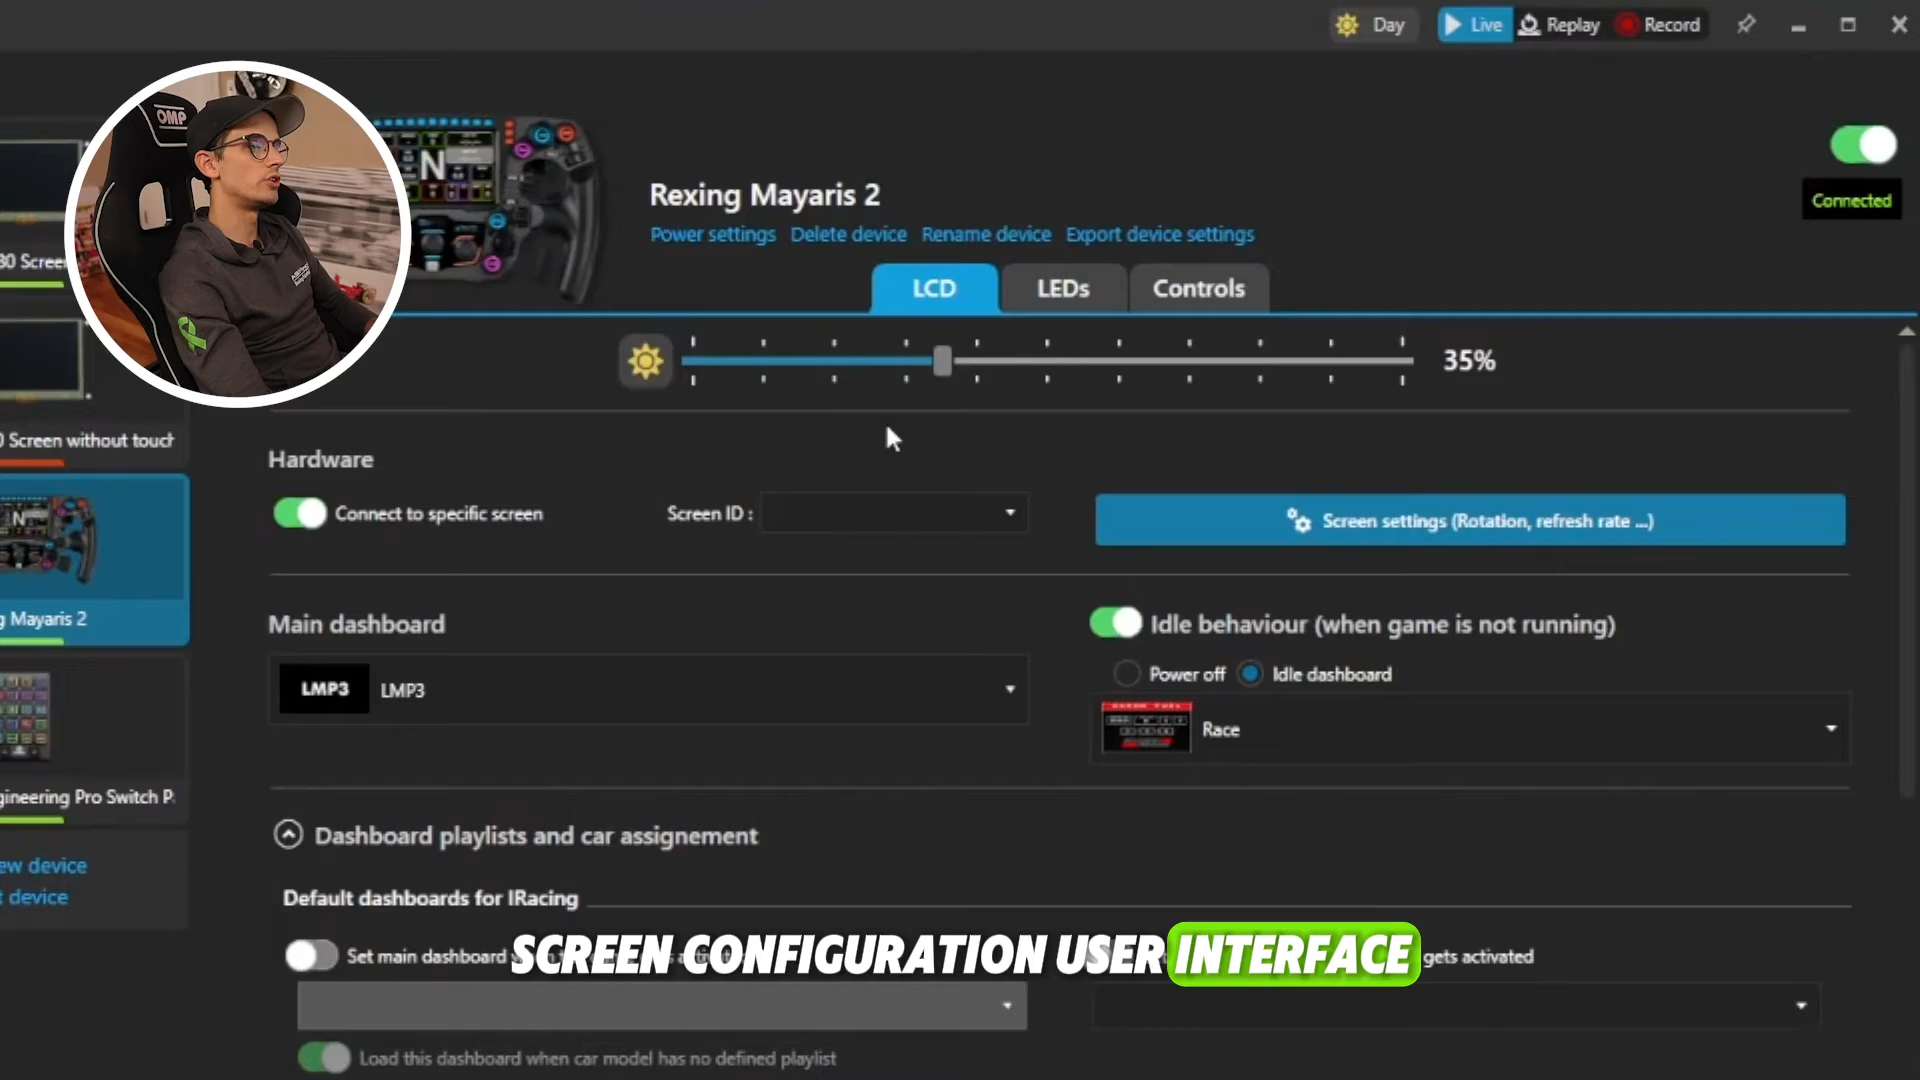 Day
Live
Replay
Record
OMP
N
30 Screen
Rexing Mayaris 2
Power settings Delete device Rename device Export device settings
Connected
LCD
LEDs
Controls
35%
0 Screen without touch
Hardware
Connect to specific screen
Screen ID :
Screen settings (Rotation, refresh rate ...)
N
g Mayaris 2
Main dashboard
LMP3
LMP3
Idle behaviour (when game is not running)
Power off
Idle dashboard
Race
gineering Pro Switch P
Dashboard playlists and car assignement
ew device
t device
Default dashboards for IRacing
Set main dashboard
gets activated
SCREEN CONFIGURATION USER INTERFACE
Load this dashboard when car model has no defined playlist